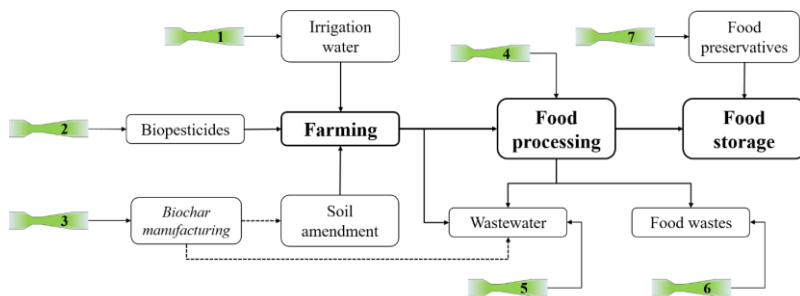 1
Irrigation
water
4
7
Food
preservatives
2
Biopesticides
Farming
Food
processing
Food
storage
3
Biochar
manufacturing
Soil
amendment
Wastewater
Food wastes
5
6